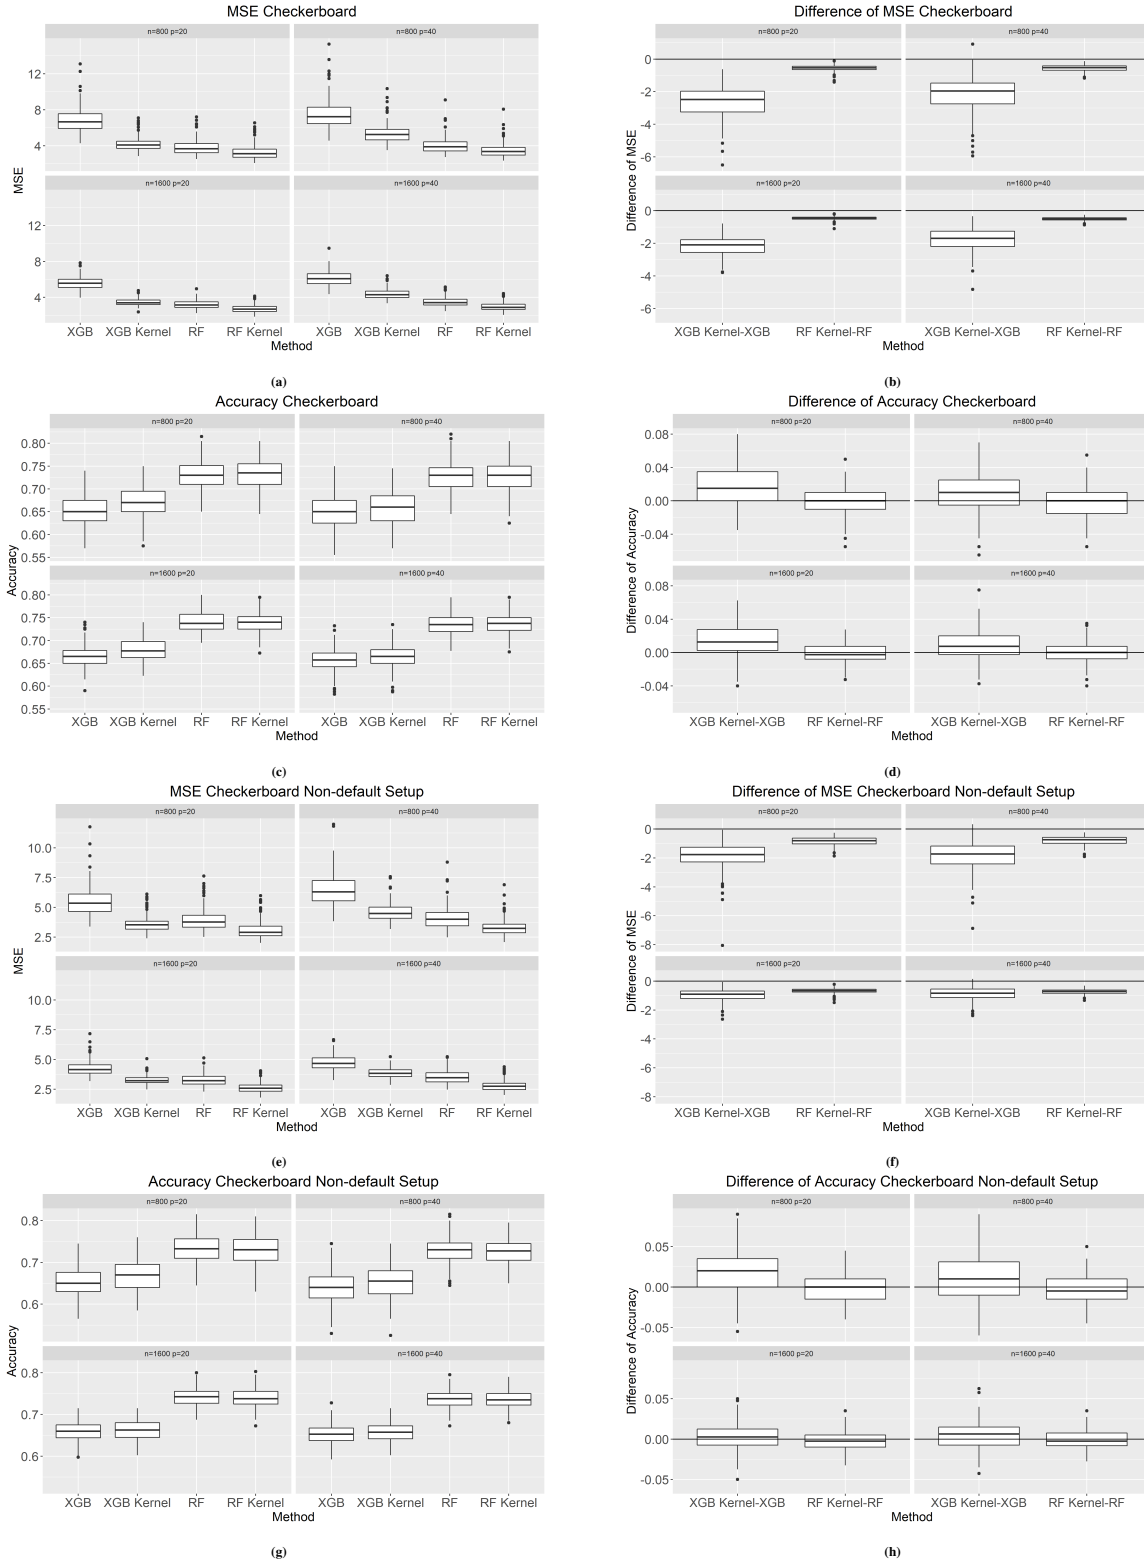 MSE Checkerboard
n=800 p=20
n=800 p=40
12
8
4
n=1600 p=20
n=1600 p=40
12
8
4
MSE
XGB
XGB Kernel
RF
RF Kernel
XGB
XGB Kernel
RF
RF Kernel
Method
(a)
Difference of MSE Checkerboard
n=800 p=20
n=800 p=40
0
-2
-4
-6
n=1600 p=20
n=1600 p=40
0
-2
-4
-6
Difference of MSE
XGB Kernel-XGB
RF Kernel-RF
XGB Kernel-XGB
RF Kernel-RF
Method
(b)
Accuracy Checkerboard
n=800 p=20
n=800 p=40
0.80
0.75
0.70
0.65
0.60
0.55
n=1600 p=20
n=1600 p=40
0.80
0.75
0.70
0.65
0.60
0.55
Accuracy
XGB
XGB Kernel
RF
RF Kernel
XGB
XGB Kernel
RF
RF Kernel
Method
(c)
Difference of Accuracy Checkerboard
n=800 p=20
n=800 p=40
0.08
0.04
0.00
-0.04
n=1600 p=20
n=1600 p=40
0.08
0.04
0.00
-0.04
Difference of Accuracy
XGB Kernel-XGB
RF Kernel-RF
XGB Kernel-XGB
RF Kernel-RF
Method
(d)
MSE Checkerboard Non-default Setup
n=800 p=20
n=800 p=40
10.0
7.5
5.0
2.5
n=1600 p=20
n=1600 p=40
10.0
7.5
5.0
2.5
MSE
XGB
XGB Kernel
RF
RF Kernel
XGB
XGB Kernel
RF
RF Kernel
Method
(e)
Difference of MSE Checkerboard Non-default Setup
n=800 p=20
n=800 p=40
0
-2
-4
-6
-8
n=1600 p=20
n=1600 p=40
0
-2
-4
-6
-8
Difference of MSE
XGB Kernel-XGB
RF Kernel-RF
XGB Kernel-XGB
RF Kernel-RF
Method
(f)
Accuracy Checkerboard Non-default Setup
n=800 p=20
n=800 p=40
0.8
0.7
0.6
n=1600 p=20
n=1600 p=40
0.8
0.7
0.6
Accuracy
XGB
XGB Kernel
RF
RF Kernel
XGB
XGB Kernel
RF
RF Kernel
Method
(g)
Difference of Accuracy Checkerboard Non-default Setup
n=800 p=20
n=800 p=40
0.05
0.00
-0.05
n=1600 p=20
n=1600 p=40
0.05
0.00
-0.05
Difference of Accuracy
XGB Kernel-XGB
RF Kernel-RF
XGB Kernel-XGB
RF Kernel-RF
Method
(h)